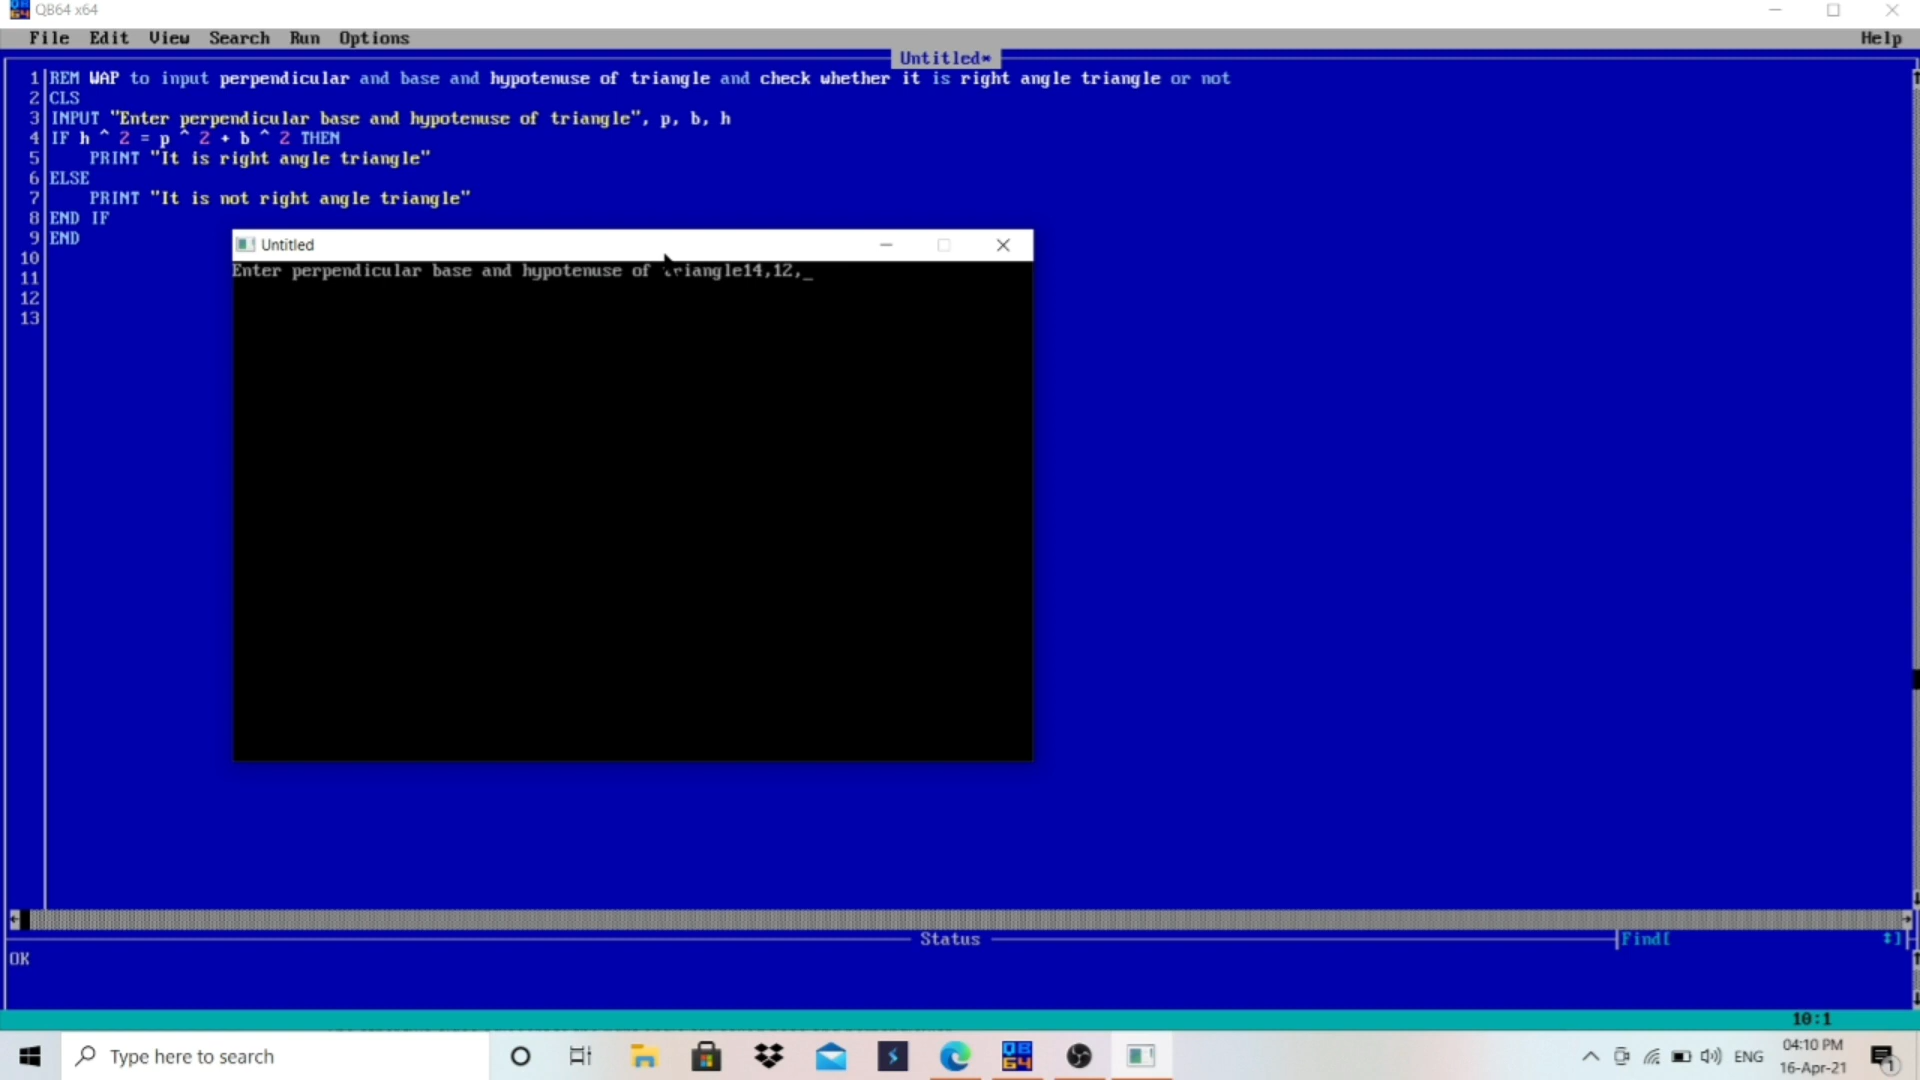 QB64 x64
File Edit View Search Run Options Help
Untitled*
1 REM WAP to input perpendicular and base and hypotenuse of triangle and check whether it is right angle triangle or not
2 CLS
3 INPUT "Enter perpendicular base and hypotenuse of triangle", p, b, h
4 IF h ^ 2 = p ^ 2 + b ^ 2 THEN
5 PRINT "It is right angle triangle"
6 ELSE
7 PRINT "It is not right angle triangle"
8 END IF
9 END
10
11
12
13
Untitled
Enter perpendicular base and hypotenuse of triangle14,12,_
Status
Find[
OK
10:1
Type here to search
ENG
04:10 PM
16-Apr-21
1